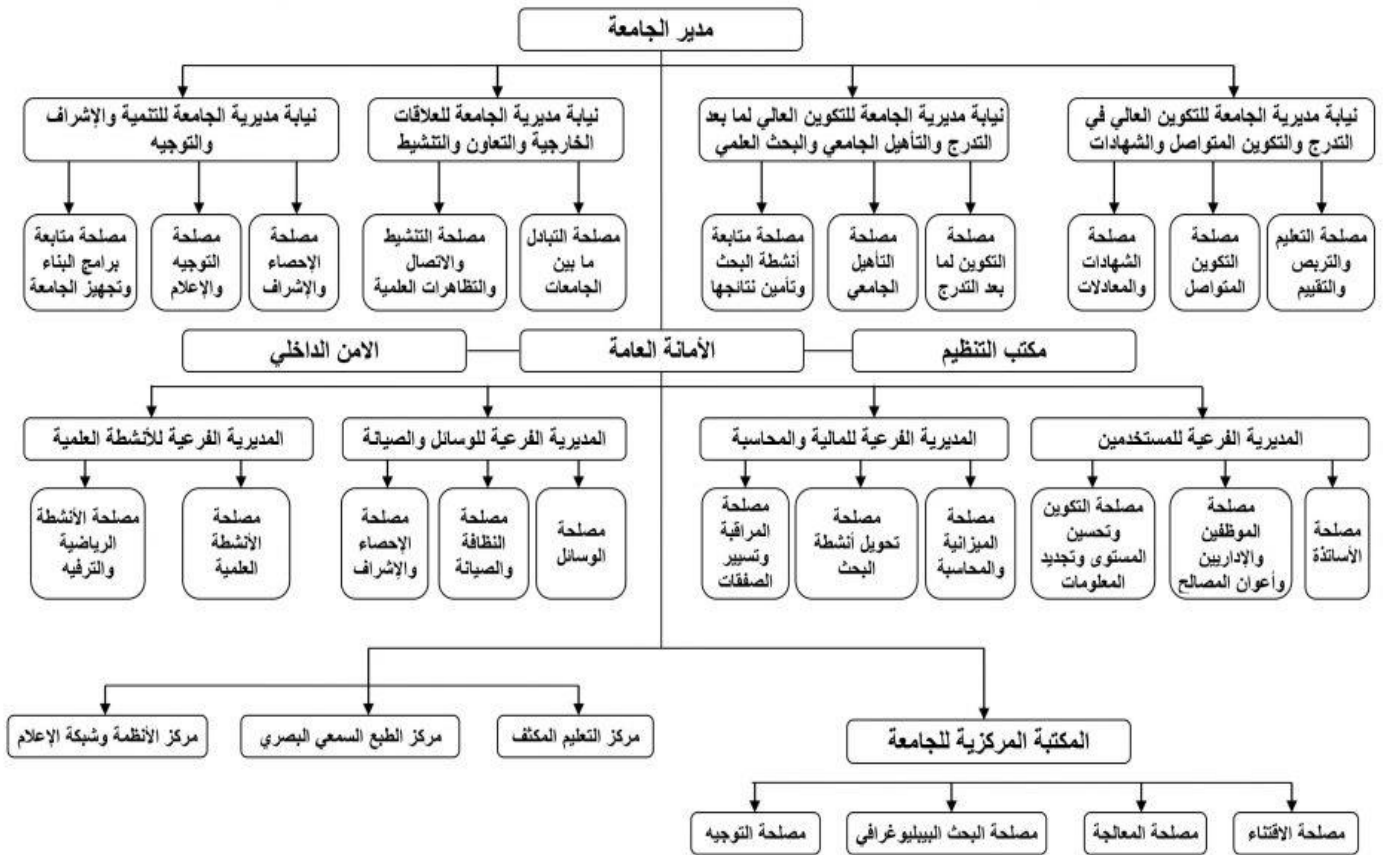 مدير الجامعة
نيابة مديرية الجامعة للتكوين العالي في
التدرج والتكوين المتواصل والشهادات
نيابة مديرية الجامعة للتكوين العالي لما بعد
التدرج والتأهيل الجامعي والبحث العلمي
نيابة مديرية الجامعة للعلاقات
الخارجية والتعاون والتنشيط
نيابة مديرية الجامعة للتنمية والإشراف
والتوجيه
مصلحة التعليم
والتربص
والتقييم
مصلحة
التكوين
المتواصل
مصلحة
الشهادات
والمعادلات
مصلحة
التكوين لما
بعد التدرج
مصلحة
التأهيل
الجامعي
مصلحة متابعة
أنشطة البحث
وتأمين نتائجها
مصلحة التبادل
ما بين
الجامعات
مصلحة التنشيط
والاتصال
والتظاهرات العلمية
مصلحة
الإحصاء
والإشراف
مصلحة
التوجيه
والإعلام
مصلحة متابعة
برامج البناء
وتجهيز الجامعة
مكتب التنظيم
الأمانة العامة
الامن الداخلي
المديرية الفرعية للمستخدمين
المديرية الفرعية للمالية والمحاسبة
المديرية الفرعية للوسائل والصيانة
المديرية الفرعية للأنشطة العلمية
مصلحة
الأساتذة
مصلحة
الموظفين
والإداريين
وأعوان المصالح
مصلحة التكوين
وتحسين
المستوى وتجديد
المعلومات
مصلحة
الميزانية
والمحاسبة
مصلحة
تحويل أنشطة
البحث
مصلحة
المراقبة
وتسيير
الصفقات
مصلحة
الوسائل
مصلحة
النظافة
والصيانة
مصلحة
الإحصاء
والإشراف
مصلحة
الأنشطة
العلمية
مصلحة الأنشطة
الرياضية
والترفيه
المكتبة المركزية للجامعة
مركز التعليم المكثف
مركز الطبع السمعي البصري
مركز الأنظمة وشبكة الإعلام
مصلحة الاقتناء
مصلحة المعالجة
مصلحة البحث البيبليوغرافي
مصلحة التوجيه